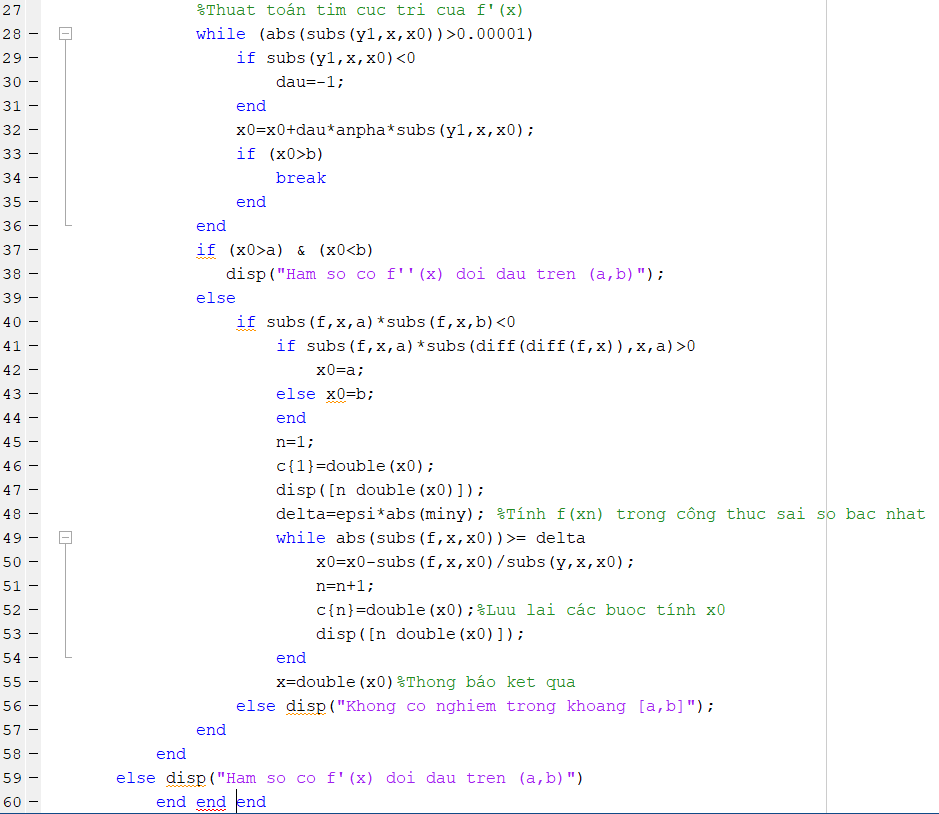 27 %Thuat toán tim cuc tri cua f'(x)
28 – while (abs(subs(y1,x,x0))>0.00001)
29 – if subs(y1,x,x0)<0
30 – dau=-1;
31 – end
32 – x0=x0+dau*anpha*subs(y1,x,x0);
33 – if (x0>b)
34 – break
35 – end
36 – end
37 – if (x0>a) & (x0<b)
38 – disp("Ham so co f''(x) doi dau tren (a,b)");
39 – else
40 – if subs(f,x,a)*subs(f,x,b)<0
41 – if subs(f,x,a)*subs(diff(diff(f,x)),x,a)>0
42 – x0=a;
43 – else x0=b;
44 – end
45 – n=1;
46 – c{1}=double(x0);
47 – disp([n double(x0)]);
48 – delta=epsi*abs(miny); %Tính f(xn) trong công thuc sai so bac nhat
49 – while abs(subs(f,x,x0))>= delta
50 – x0=x0-subs(f,x,x0)/subs(y,x,x0);
51 – n=n+1;
52 – c{n}=double(x0);%Luu lai các buoc tính x0
53 – disp([n double(x0)]);
54 – end
55 – x=double(x0)%Thong báo ket qua
56 – else disp("Khong co nghiem trong khoang [a,b]");
57 – end
58 – end
59 – else disp("Ham so co f'(x) doi dau tren (a,b)")
60 – end end end